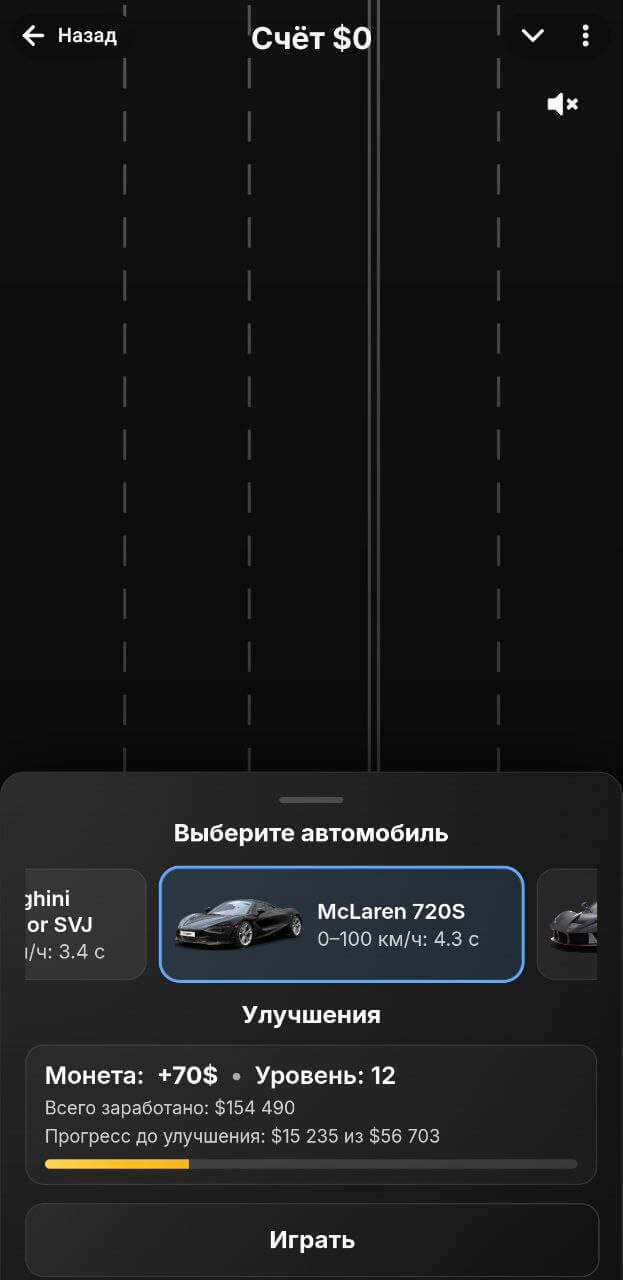 Назад
Счёт $0
Выберите автомобиль
ghini
or SVJ
/ч: 3.4 с
McLaren 720S
0–100 км/ч: 4.3 с
Улучшения
Монета: +70$ • Уровень: 12
Всего заработано: $154 490
Прогресс до улучшения: $15 235 из $56 703
Играть